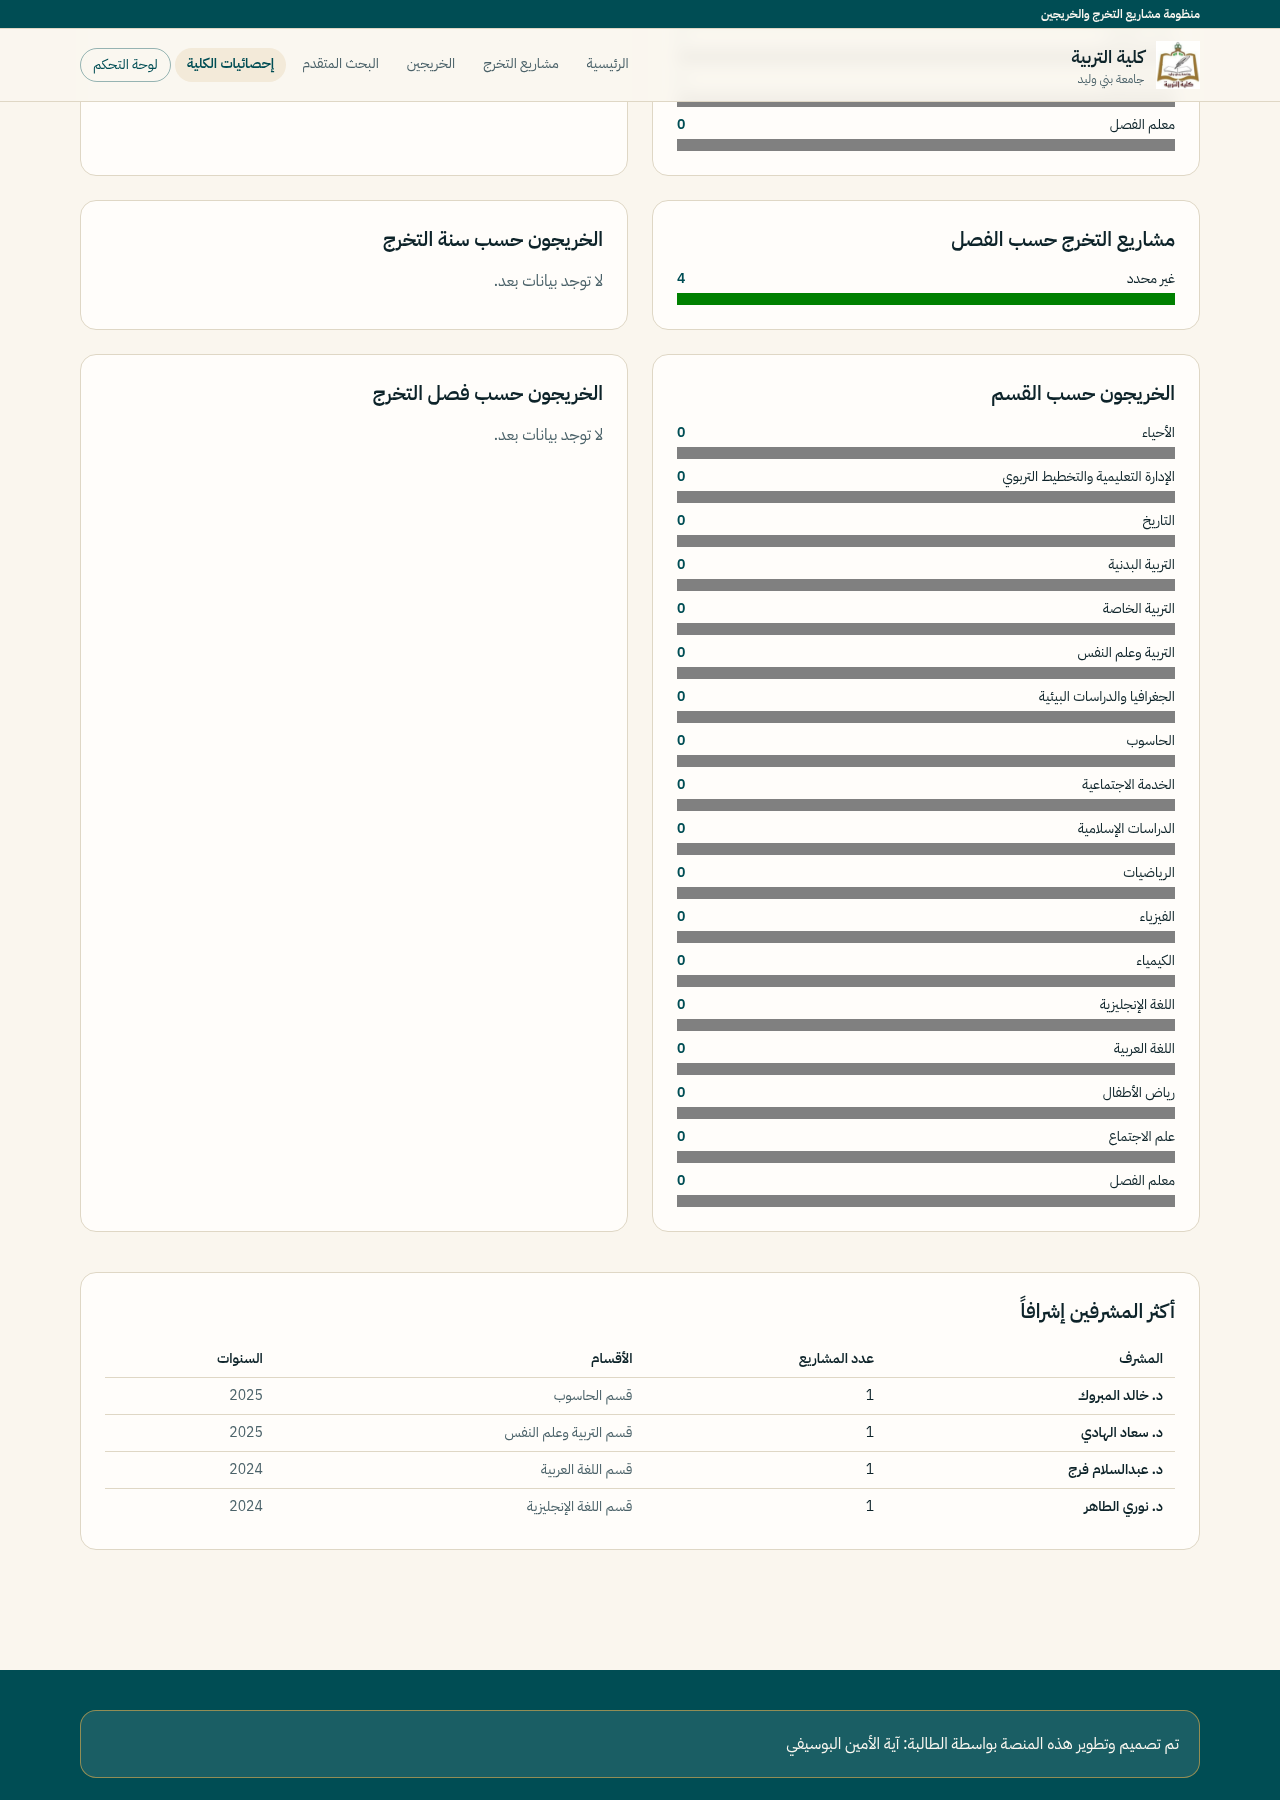 منظومة مشاريع التخرج والخريجين
كلية التربية
جامعة بني وليد
الرئيسية
مشاريع التخرج
الخريجين
البحث المتقدم
إحصائيات الكلية
لوحة التحكم
معلم الفصل 0
مشاريع التخرج حسب الفصل
غير محدد 4
الخريجون حسب سنة التخرج
لا توجد بيانات بعد.
الخريجون حسب القسم
الأحياء 0
الإدارة التعليمية والتخطيط التربوي 0
التاريخ 0
التربية البدنية 0
التربية الخاصة 0
التربية وعلم النفس 0
الجغرافيا والدراسات البيئية 0
الحاسوب 0
الخدمة الاجتماعية 0
الدراسات الإسلامية 0
الرياضيات 0
الفيزياء 0
الكيمياء 0
اللغة الإنجليزية 0
اللغة العربية 0
رياض الأطفال 0
علم الاجتماع 0
معلم الفصل 0
الخريجون حسب فصل التخرج
لا توجد بيانات بعد.
أكثر المشرفين إشرافاً
المشرف عدد المشاريع الأقسام السنوات
د. خالد المبروك 1 قسم الحاسوب 2025
د. سعاد الهادي 1 قسم التربية وعلم النفس 2025
د. عبدالسلام فرج 1 قسم اللغة العربية 2024
د. نوري الطاهر 1 قسم اللغة الإنجليزية 2024
تم تصميم وتطوير هذه المنصة بواسطة الطالبة: آية الأمين البوسيفي